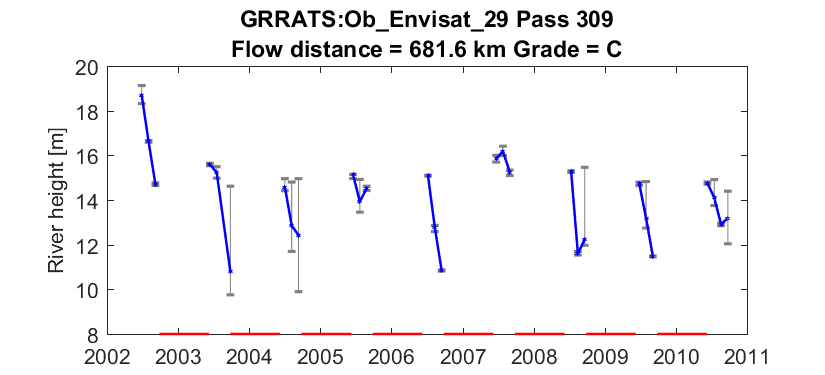 GRRATS:Ob_Envisat_29 Pass 309
Flow distance = 681.6 km Grade = C
River height [m]
20
18
16
14
12
10
8
2002 2003 2004 2005 2006 2007 2008 2009 2010 2011